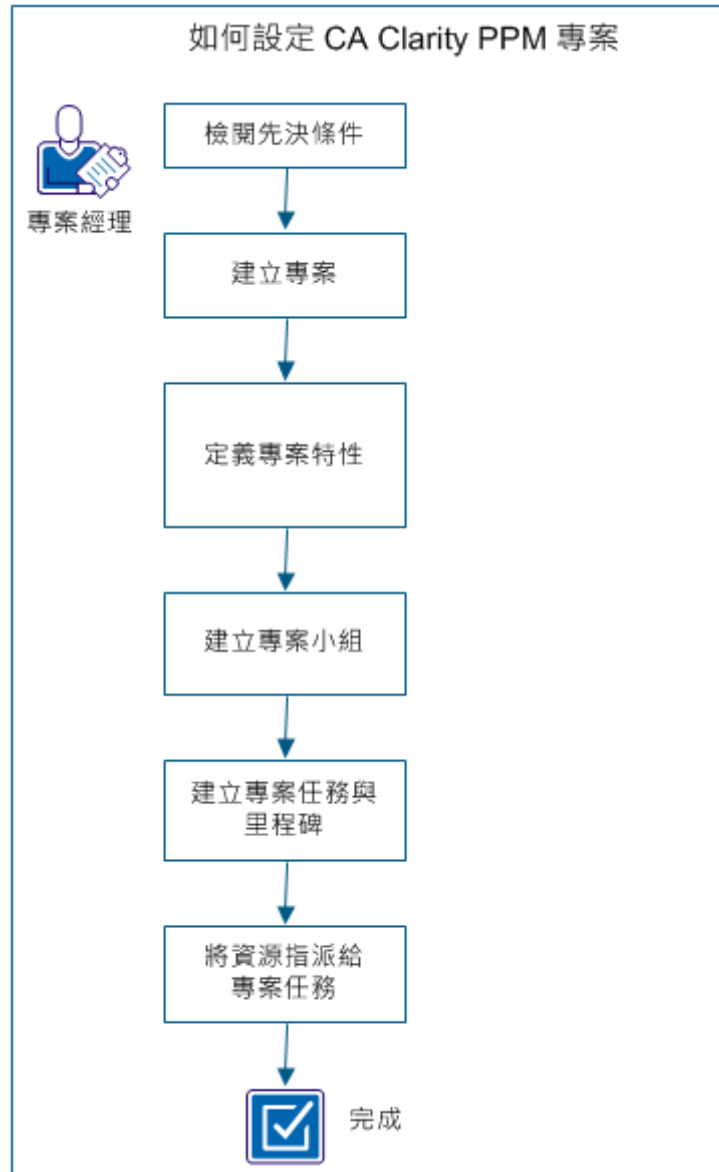 如何設定 CA Clarity PPM 專案
專案經理
檢閱先決條件
建立專案
定義專案特性
建立專案小組
建立專案任務與
里程碑
將資源指派給
專案任務
完成